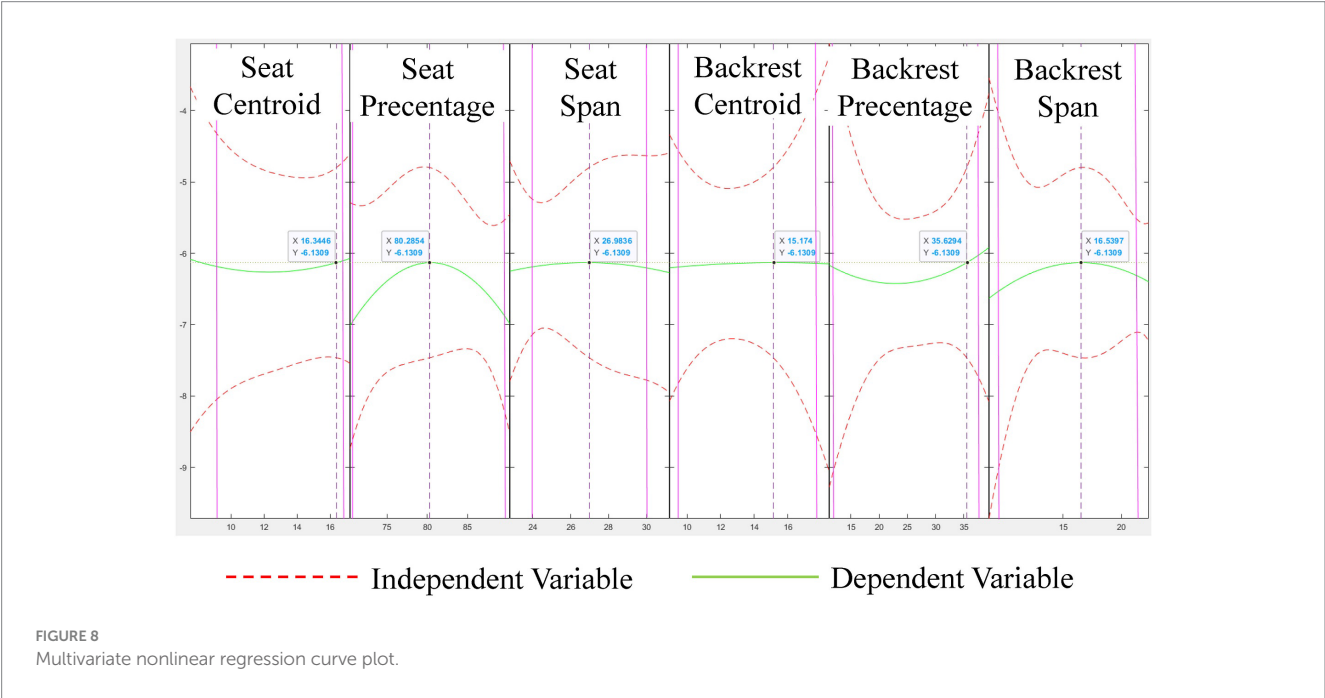 Seat Centroid
Seat Precentage
Seat Span
Backrest Centroid
Backrest Precentage
Backrest Span
-4
-5
-6
-7
-8
-9
X 16.3446
Y -6.1309
X 80.2854
Y -6.1309
X 26.9836
Y -6.1309
X 15.174
Y -6.1309
X 35.6294
Y -6.1309
X 16.5397
Y -6.1309
10 12 14 16 75 80 85 24 26 28 30 10 12 14 16 15 20 25 30 35 15 20
Independent Variable Dependent Variable
FIGURE 8
Multivariate nonlinear regression curve plot.